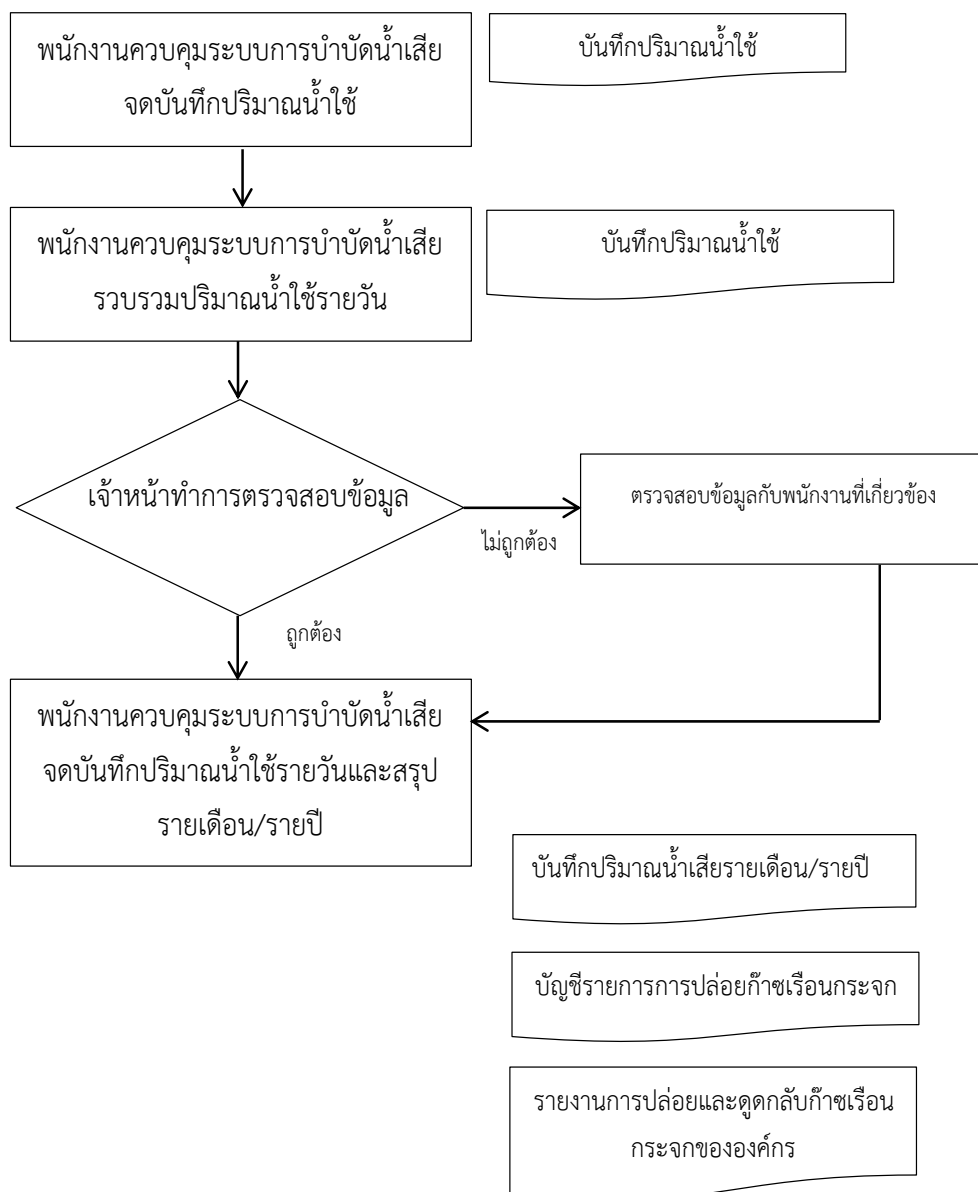 พนักงานควบคุมระบบการบำบัดน้ำเสีย
จดบันทึกปริมาณน้ำใช้
บันทึกปริมาณน้ำใช้
พนักงานควบคุมระบบการบำบัดน้ำเสีย
รวบรวมปริมาณน้ำใช้รายวัน
บันทึกปริมาณน้ำใช้
เจ้าหน้าทำการตรวจสอบข้อมูล
ไม่ถูกต้อง
ตรวจสอบข้อมูลกับพนักงานที่เกี่ยวข้อง
ถูกต้อง
พนักงานควบคุมระบบการบำบัดน้ำเสีย
จดบันทึกปริมาณน้ำใช้รายวันและสรุป
รายเดือน/รายปี
บันทึกปริมาณน้ำเสียรายเดือน/รายปี
บัญชีรายการการปล่อยก๊าซเรือนกระจก
รายงานการปล่อยและดูดกลับก๊าซเรือน
กระจกขององค์กร